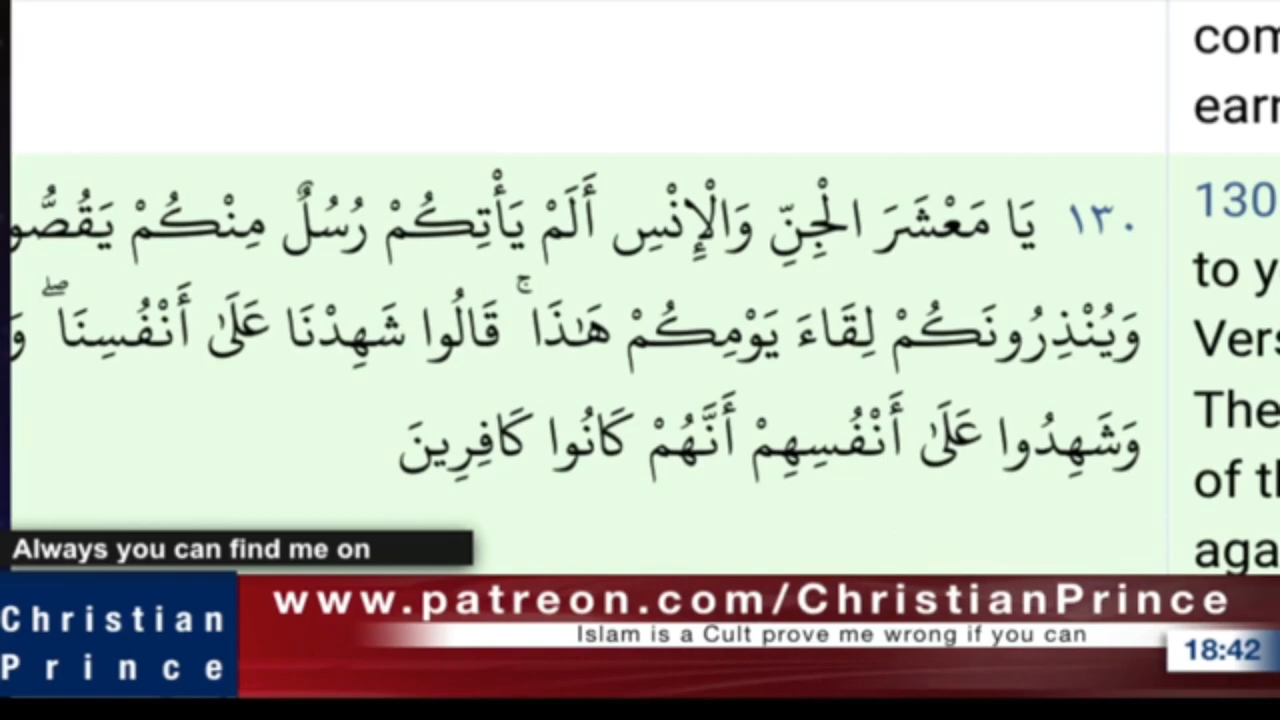 com
earn
١٣٠ يَا مَعْشَرَ الْجِنِّ وَالْإِنْسِ أَلَمْ يَأْتِكُمْ رُسُلٌ مِنْكُمْ
وَيُنْذِرُونَكُمْ لِقَاءَ يَوْمِكُمْ هَٰذَا ۚ قَالُوا شَهِدْنَا عَلَىٰ أَنْفُسِنَا ۖ
وَشَهِدُوا عَلَىٰ أَنْفُسِهِمْ أَنَّهُمْ كَانُوا كَافِرِينَ
130
to y
Vers
The
of th
aga
Always you can find me on
Christian
Prince
www.patreon.com/ChristianPrince
Islam is a Cult prove me wrong if you can
18:42